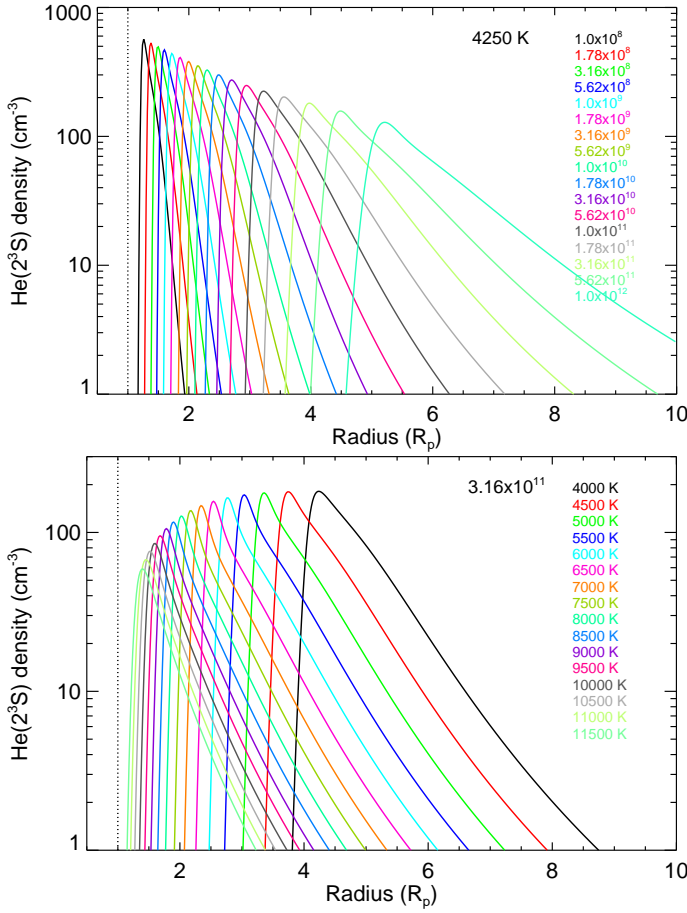 1000
4250 K
1.0x10⁸
1.78x10⁸
3.16x10⁸
5.62x10⁸
1.0x10⁹
1.78x10⁹
3.16x10⁹
5.62x10⁹
1.0x10¹⁰
1.78x10¹⁰
3.16x10¹⁰
5.62x10¹⁰
1.0x10¹¹
1.78x10¹¹
3.16x10¹¹
5.62x10¹¹
1.0x10¹²
100
10
1
He(2³S) density (cm⁻³)
2 4 6 8 10
Radius (Rₚ)
3.16x10¹¹
4000 K
4500 K
5000 K
5500 K
6000 K
6500 K
7000 K
7500 K
8000 K
8500 K
9000 K
9500 K
10000 K
10500 K
11000 K
11500 K
100
10
1
He(2³S) density (cm⁻³)
2 4 6 8 10
Radius (Rₚ)